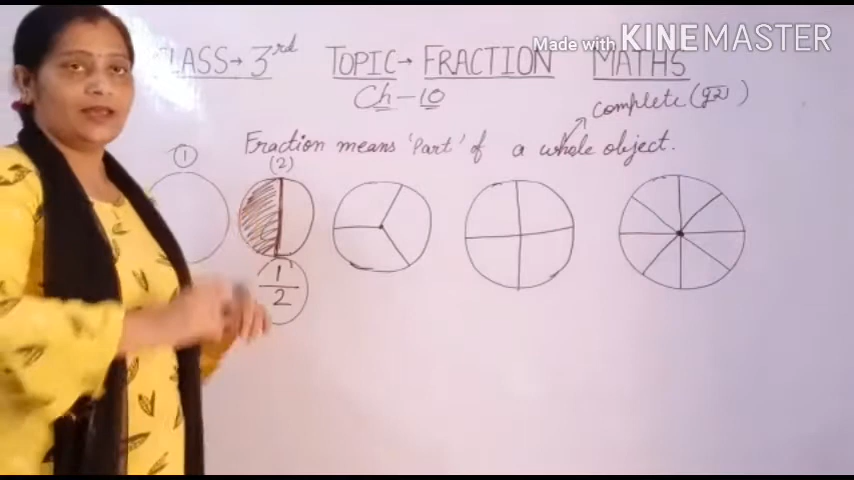 Made with KINEMASTER
CLASS → 3rd TOPIC → FRACTION MATHS
Ch - 10
Complete (पूरा)
Fraction means 'Part' of a whole object.
① (2)
1
2